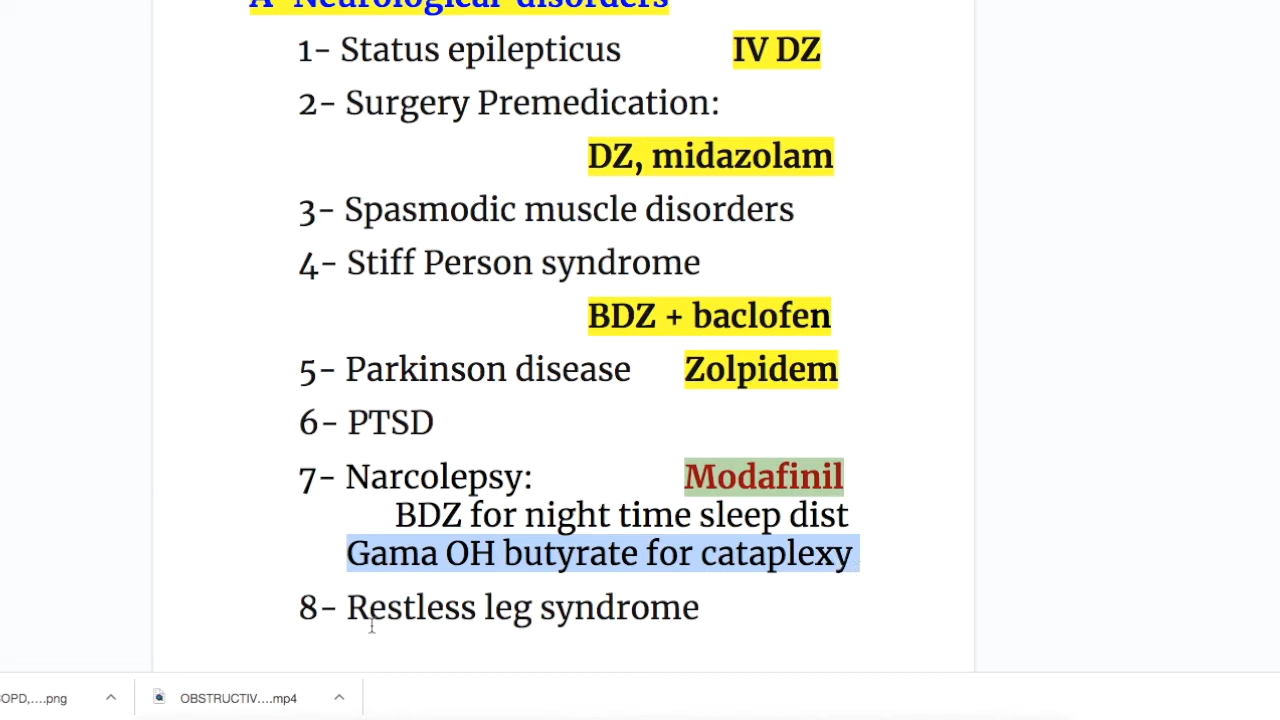 A- Neurological disorders
1- Status epilepticus IV DZ
2- Surgery Premedication:
DZ, midazolam
3- Spasmodic muscle disorders
4- Stiff Person syndrome
BDZ + baclofen
5- Parkinson disease Zolpidem
6- PTSD
7- Narcolepsy: Modafinil
BDZ for night time sleep dist
Gama OH butyrate for cataplexy
8- Restless leg syndrome
OPD,....png
OBSTRUCTIV....mp4